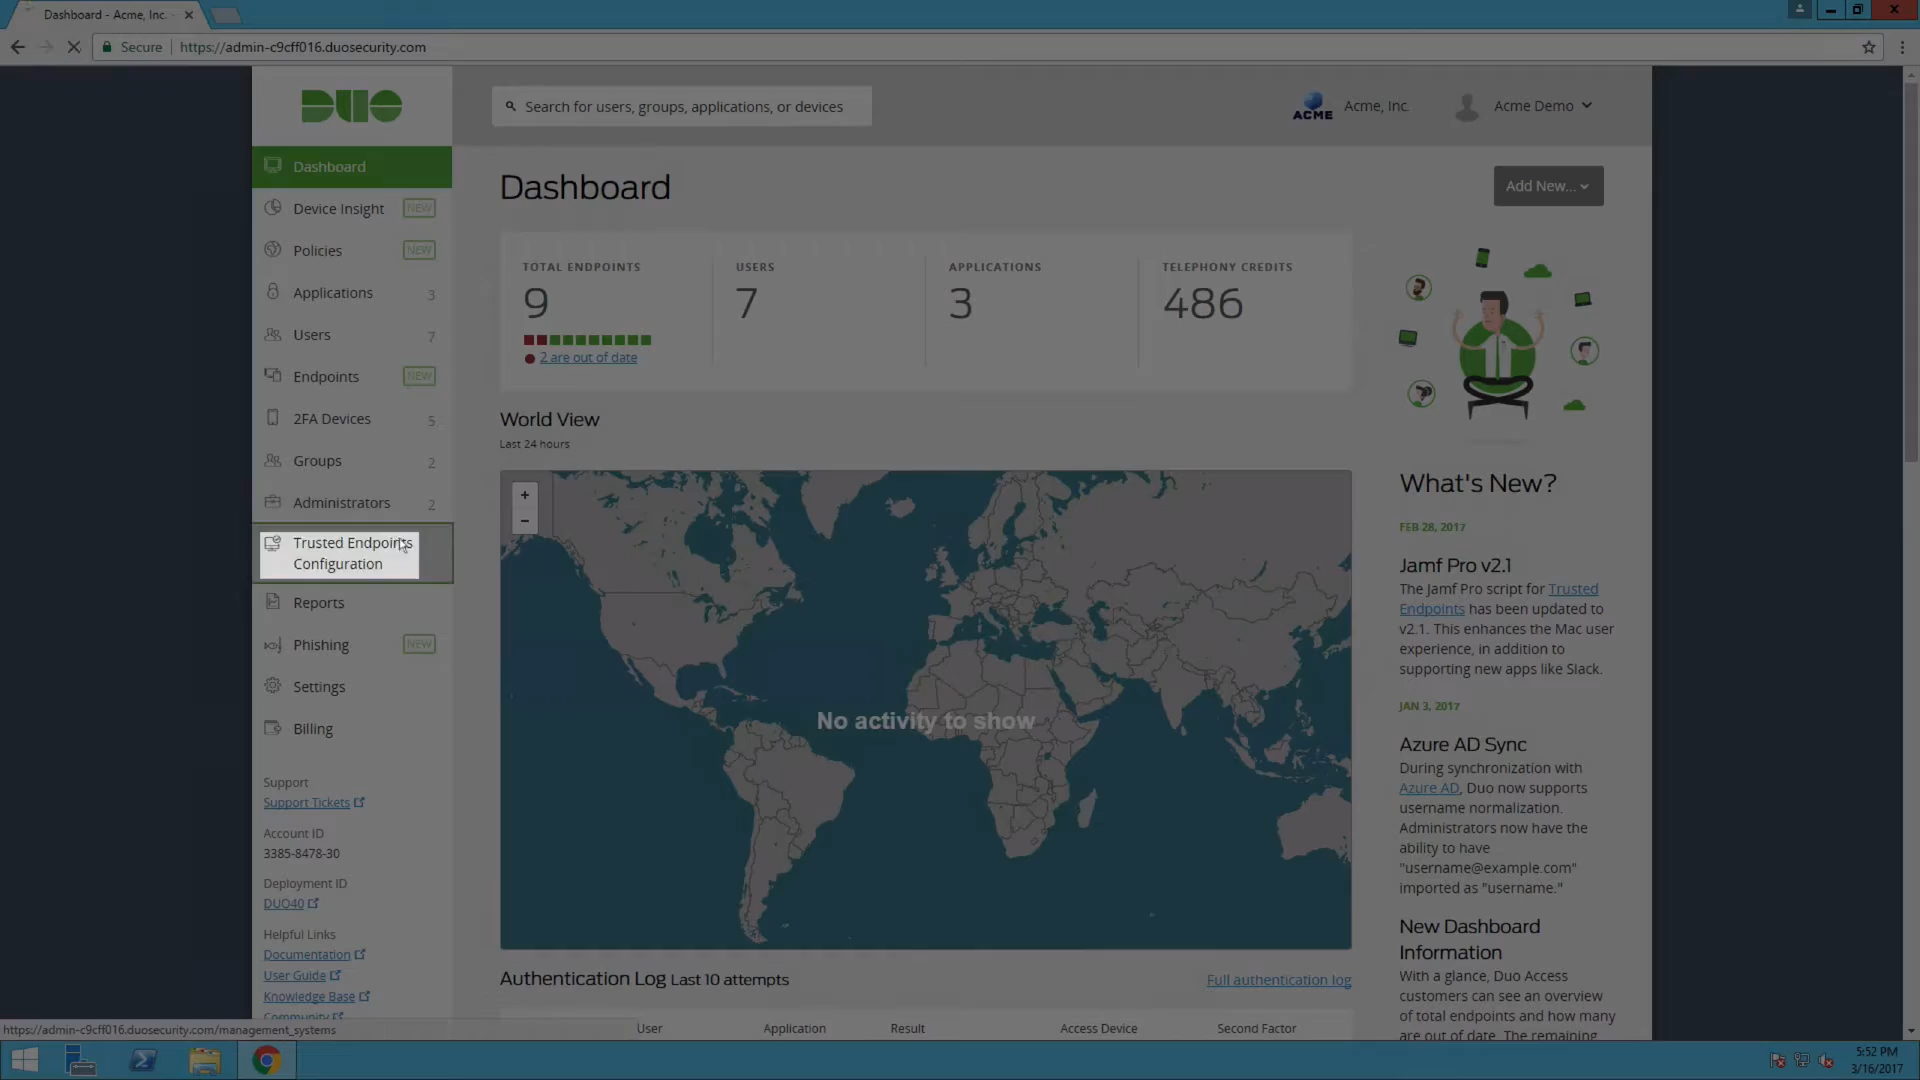 Dashboard - Acme, Inc.
Secure
https://admin-c9cff016.duosecurity.com
DUO
Search for users, groups, applications, or devices
ACME
Acme, Inc.
Acme Demo
Dashboard
Device Insight NEW
Policies NEW
Applications 3
Users 7
Endpoints NEW
2FA Devices 5
Groups 2
Administrators 2
Trusted Endpoints
Configuration
Reports
Phishing NEW
Settings
Billing
Support
Support Tickets
Account ID
3385-8478-30
Deployment ID
DUO40
Helpful Links
Documentation
User Guide
Knowledge Base
Community
https://admin-c9cff016.duosecurity.com/management_systems
Dashboard
Add New...
TOTAL ENDPOINTS
9
2 are out of date
USERS
7
APPLICATIONS
3
TELEPHONY CREDITS
486
World View
Last 24 hours
+
−
No activity to show
Authentication Log Last 10 attempts
Full authentication log
User
Application
Result
Access Device
Second Factor
What's New?
FEB 28, 2017
Jamf Pro v2.1
The Jamf Pro script for Trusted
Endpoints has been updated to
v2.1. This enhances the Mac user
experience, in addition to
supporting new apps like Slack.
JAN 3, 2017
Azure AD Sync
During synchronization with
Azure AD, Duo now supports
username normalization.
Administrators now have the
ability to have
"username@example.com"
imported as "username."
New Dashboard
Information
With a glance, Duo Access
customers can see an overview
of total endpoints and how many
are out of date. The remaining
5:52 PM
3/16/2017